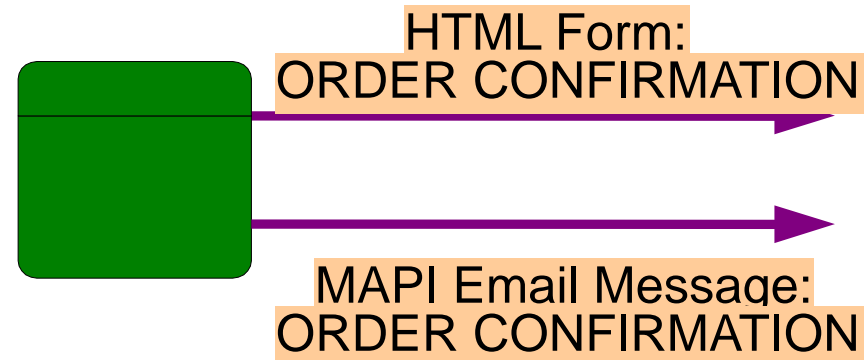 HTML Form:
ORDER CONFIRMATION
MAPI Email Message:
ORDER CONFIRMATION